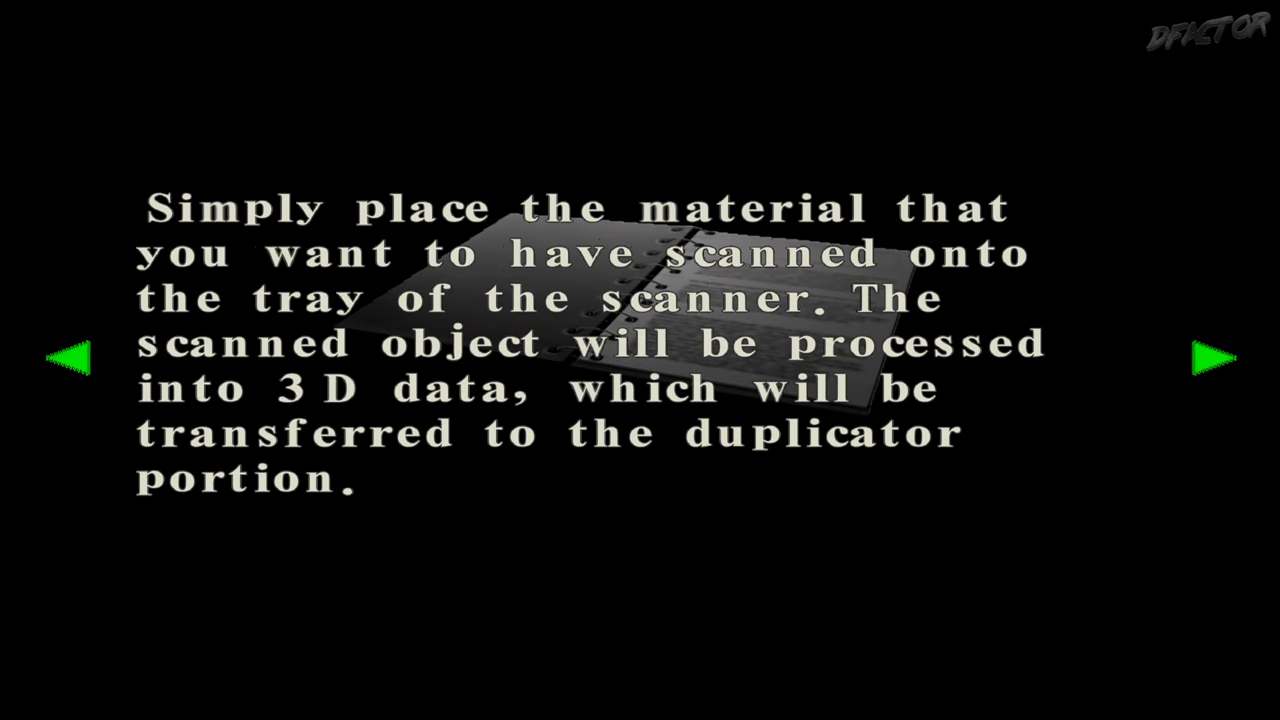 DFACTOR
Simply place the material that
you want to have scanned onto
the tray of the scanner. The
scanned object will be processed
into 3D data, which will be
transferred to the duplicator
portion.